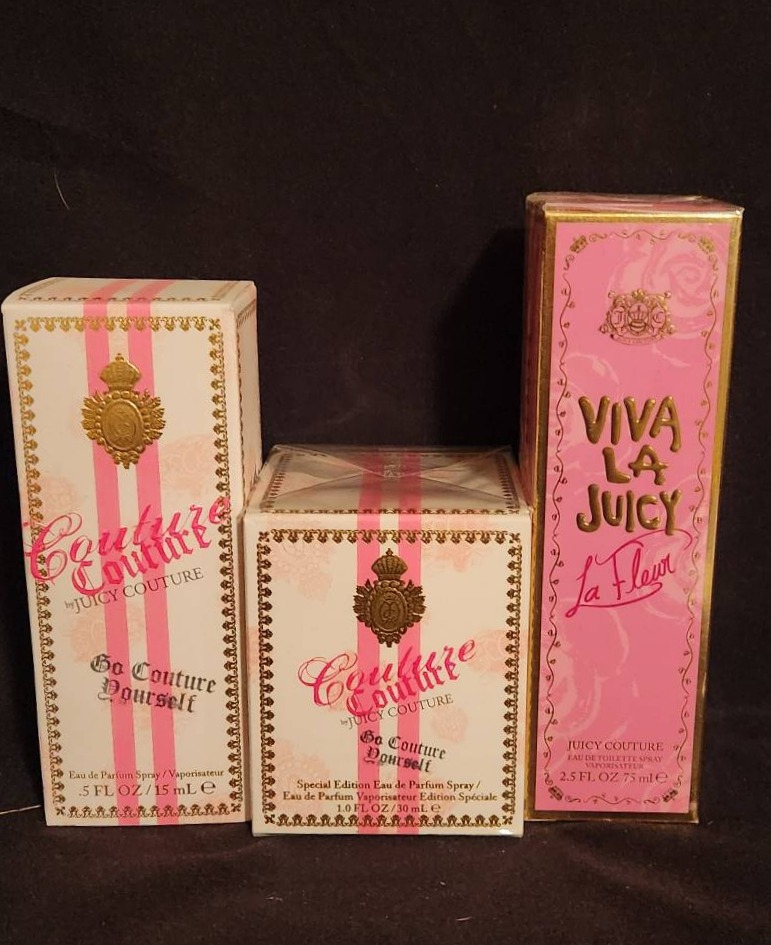 Couture
Couture
by JUICY COUTURE
Go Couture
Yourself
Eau de Parfum Spray / Vaporisateur
.5 FL OZ / 15 mL ℮
Couture
Couture
by JUICY COUTURE
Go Couture
Yourself
Special Edition Eau de Parfum Spray /
Eau de Parfum Vaporisateur Edition Spéciale
1.0 FL OZ / 30 mL ℮
J C
VIVA
LA
JUICY
La Fleur
JUICY COUTURE
EAU DE TOILETTE SPRAY
VAPORISATEUR
2.5 FL OZ 75 ml ℮